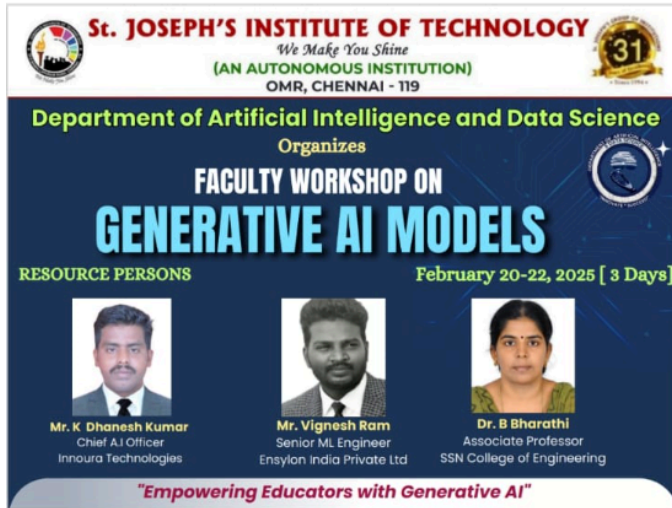 St. JOSEPH'S INSTITUTE OF TECHNOLOGY
We Make You Shine
(AN AUTONOMOUS INSTITUTION)
OMR, CHENNAI - 119
31
Department of Artificial Intelligence and Data Science
Organizes
FACULTY WORKSHOP ON
GENERATIVE AI MODELS
RESOURCE PERSONS
February 20-22, 2025 [ 3 Days]
Mr. K Dhanesh Kumar
Chief A.I Officer
Innoura Technologies
Mr. Vignesh Ram
Senior ML Engineer
Ensylon India Private Ltd
Dr. B Bharathi
Associate Professor
SSN College of Engineering
"Empowering Educators with Generative AI"